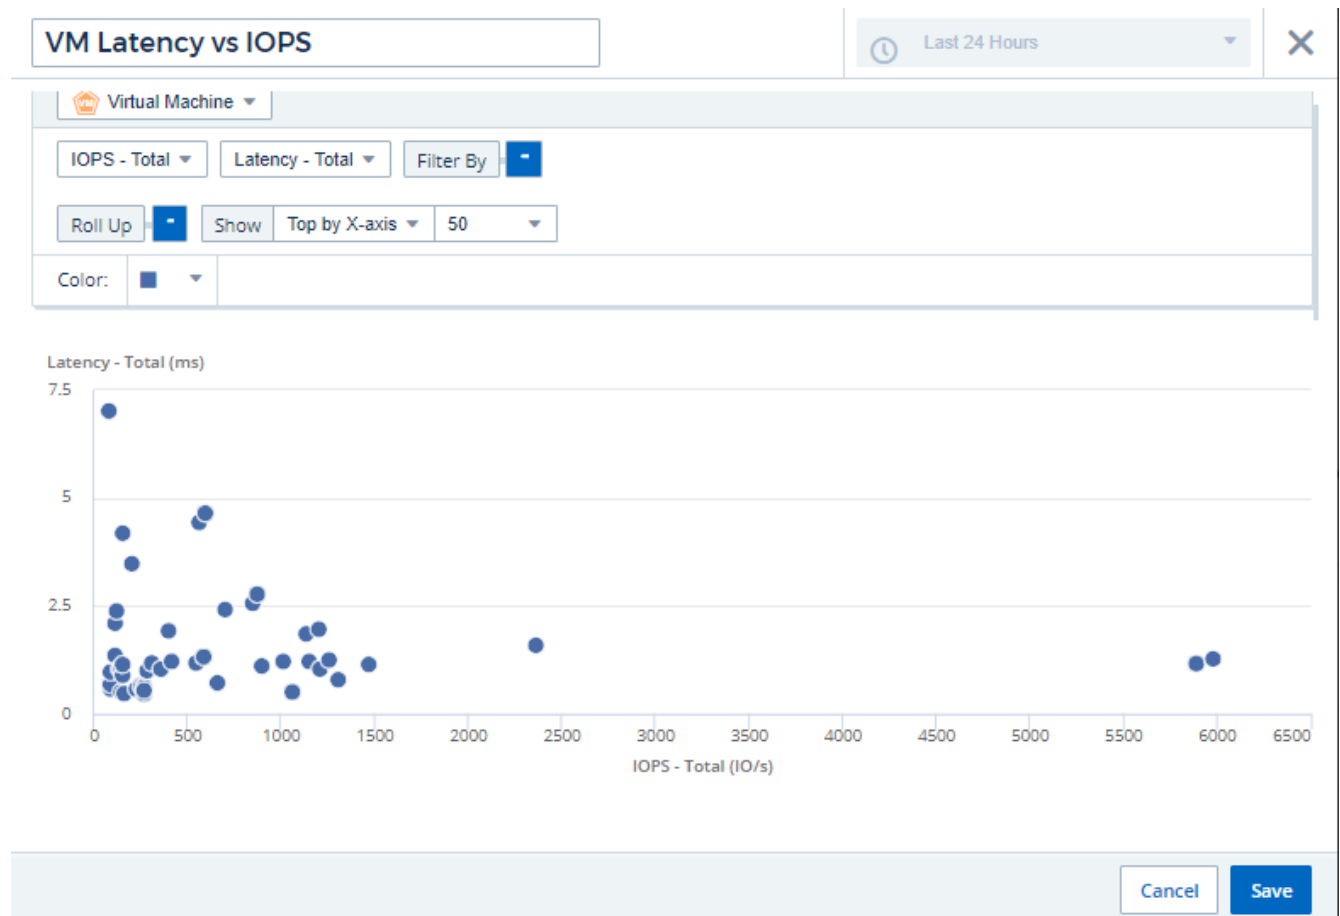 VM Latency vs IOPS
Last 24 Hours
VM Virtual Machine
IOPS - Total Latency - Total Filter By -
Roll Up - Show Top by X-axis 50
Color:
Latency - Total (ms)
7.5
5
2.5
0
0 500 1000 1500 2000 2500 3000 3500 4000 4500 5000 5500 6000 6500
IOPS - Total (IO/s)
Cancel Save